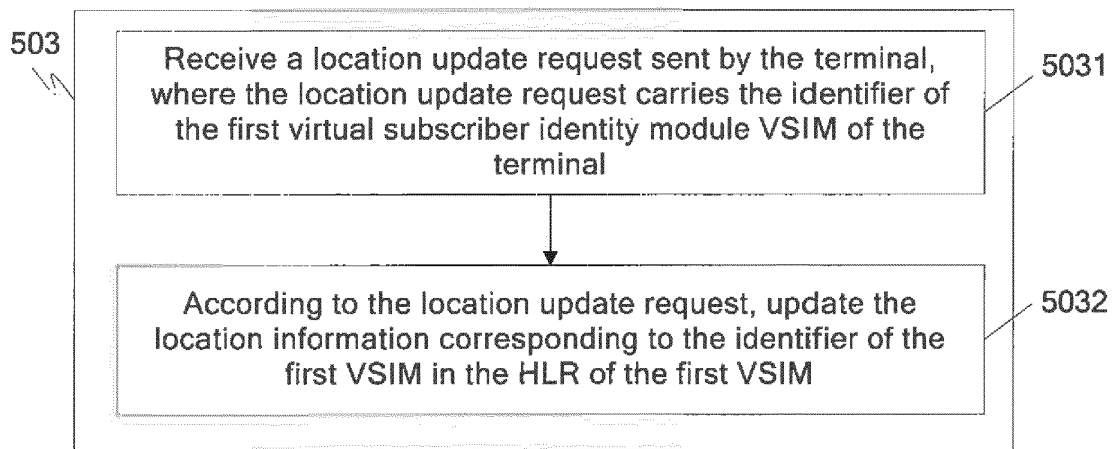 503
Receive a location update request sent by the terminal,
where the location update request carries the identifier of
the first virtual subscriber identity module VSIM of the
terminal
5031
According to the location update request, update the
location information corresponding to the identifier of the
first VSIM in the HLR of the first VSIM
5032